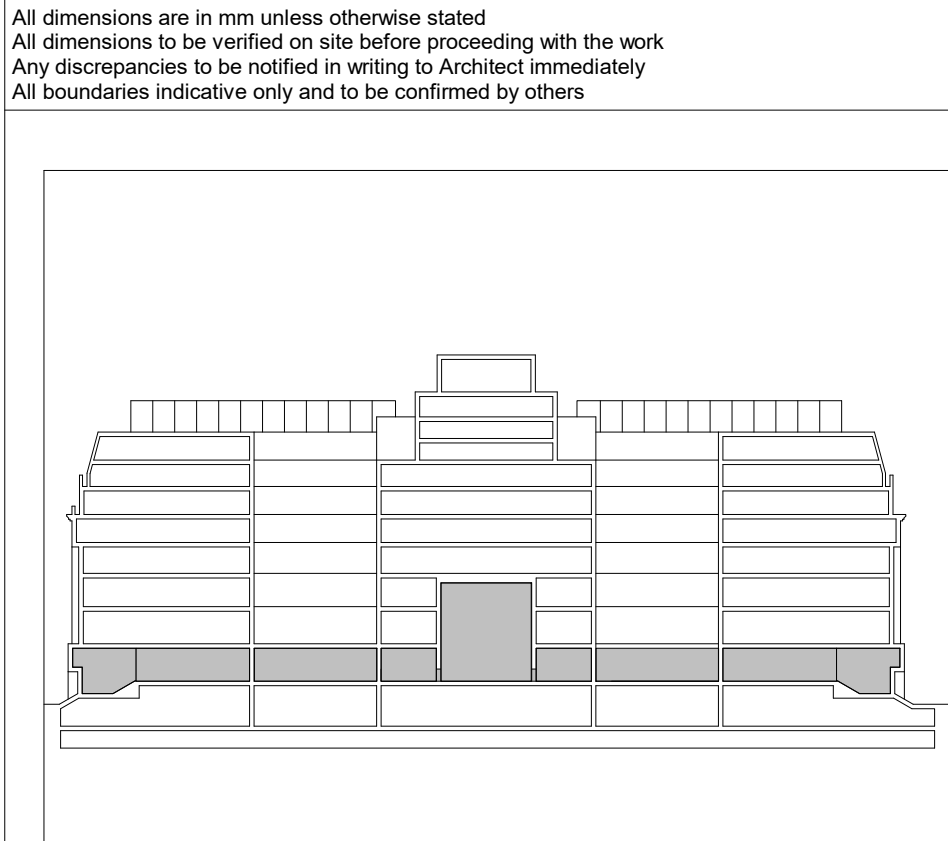 All dimensions are in mm unless otherwise stated
All dimensions to be verified on site before proceeding with the work
Any discrepancies to be notified in writing to Architect immediately
All boundaries indicative only and to be confirmed by others